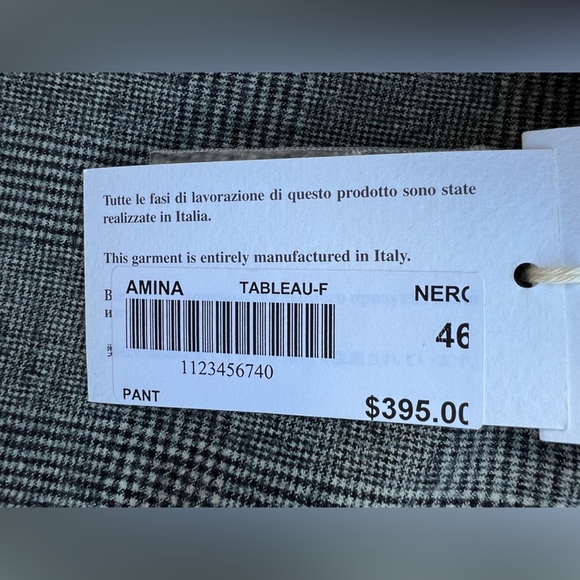 Tutte le fasi di lavorazione di questo prodotto sono state
realizzate in Italia.
This garment is entirely manufactured in Italy.
AMINA TABLEAU-F NERO
46
1123456740
PANT $395.00